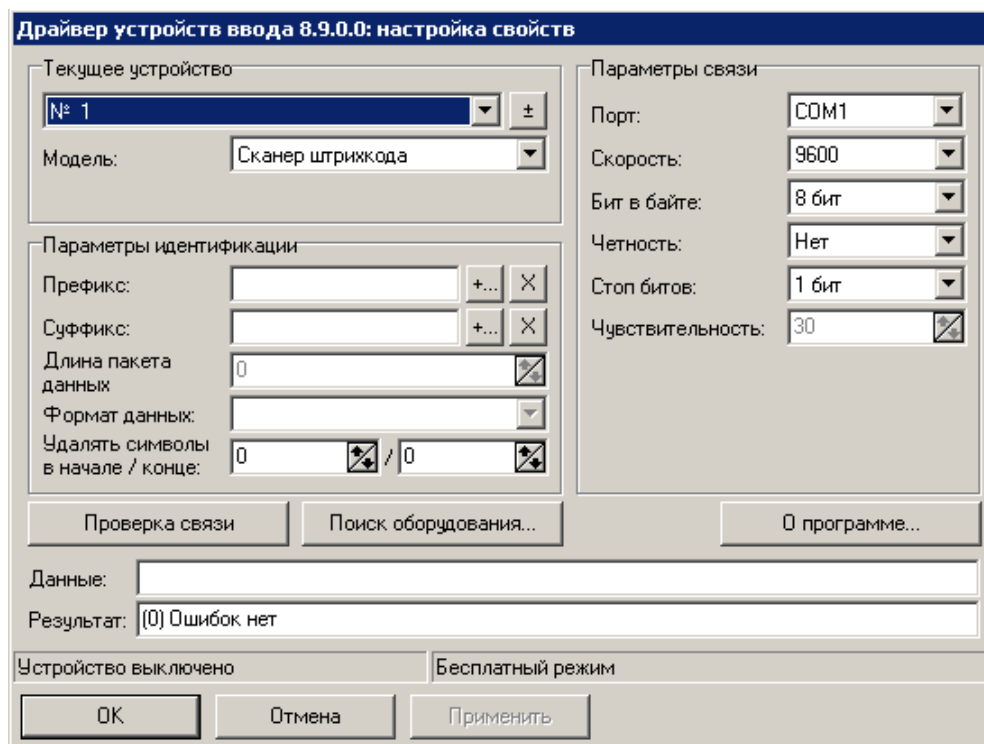 Драйвер устройств ввода 8.9.0.0: настройка свойств
Текущее устройство
№ 1
±
Модель:
Сканер штрихкода
Параметры идентификации
Префикс:
+...
X
Суффикс:
+...
X
Длина пакета
данных
0
Формат данных:
Удалять символы
в начале / конце:
0 / 0
Параметры связи
Порт:
COM1
Скорость:
9600
Бит в байте:
8 бит
Четность:
Нет
Стоп битов:
1 бит
Чувствительность:
30
Проверка связи
Поиск оборудования...
О программе...
Данные:
Результат:
(0) Ошибок нет
Устройство выключено
Бесплатный режим
OK
Отмена
Применить